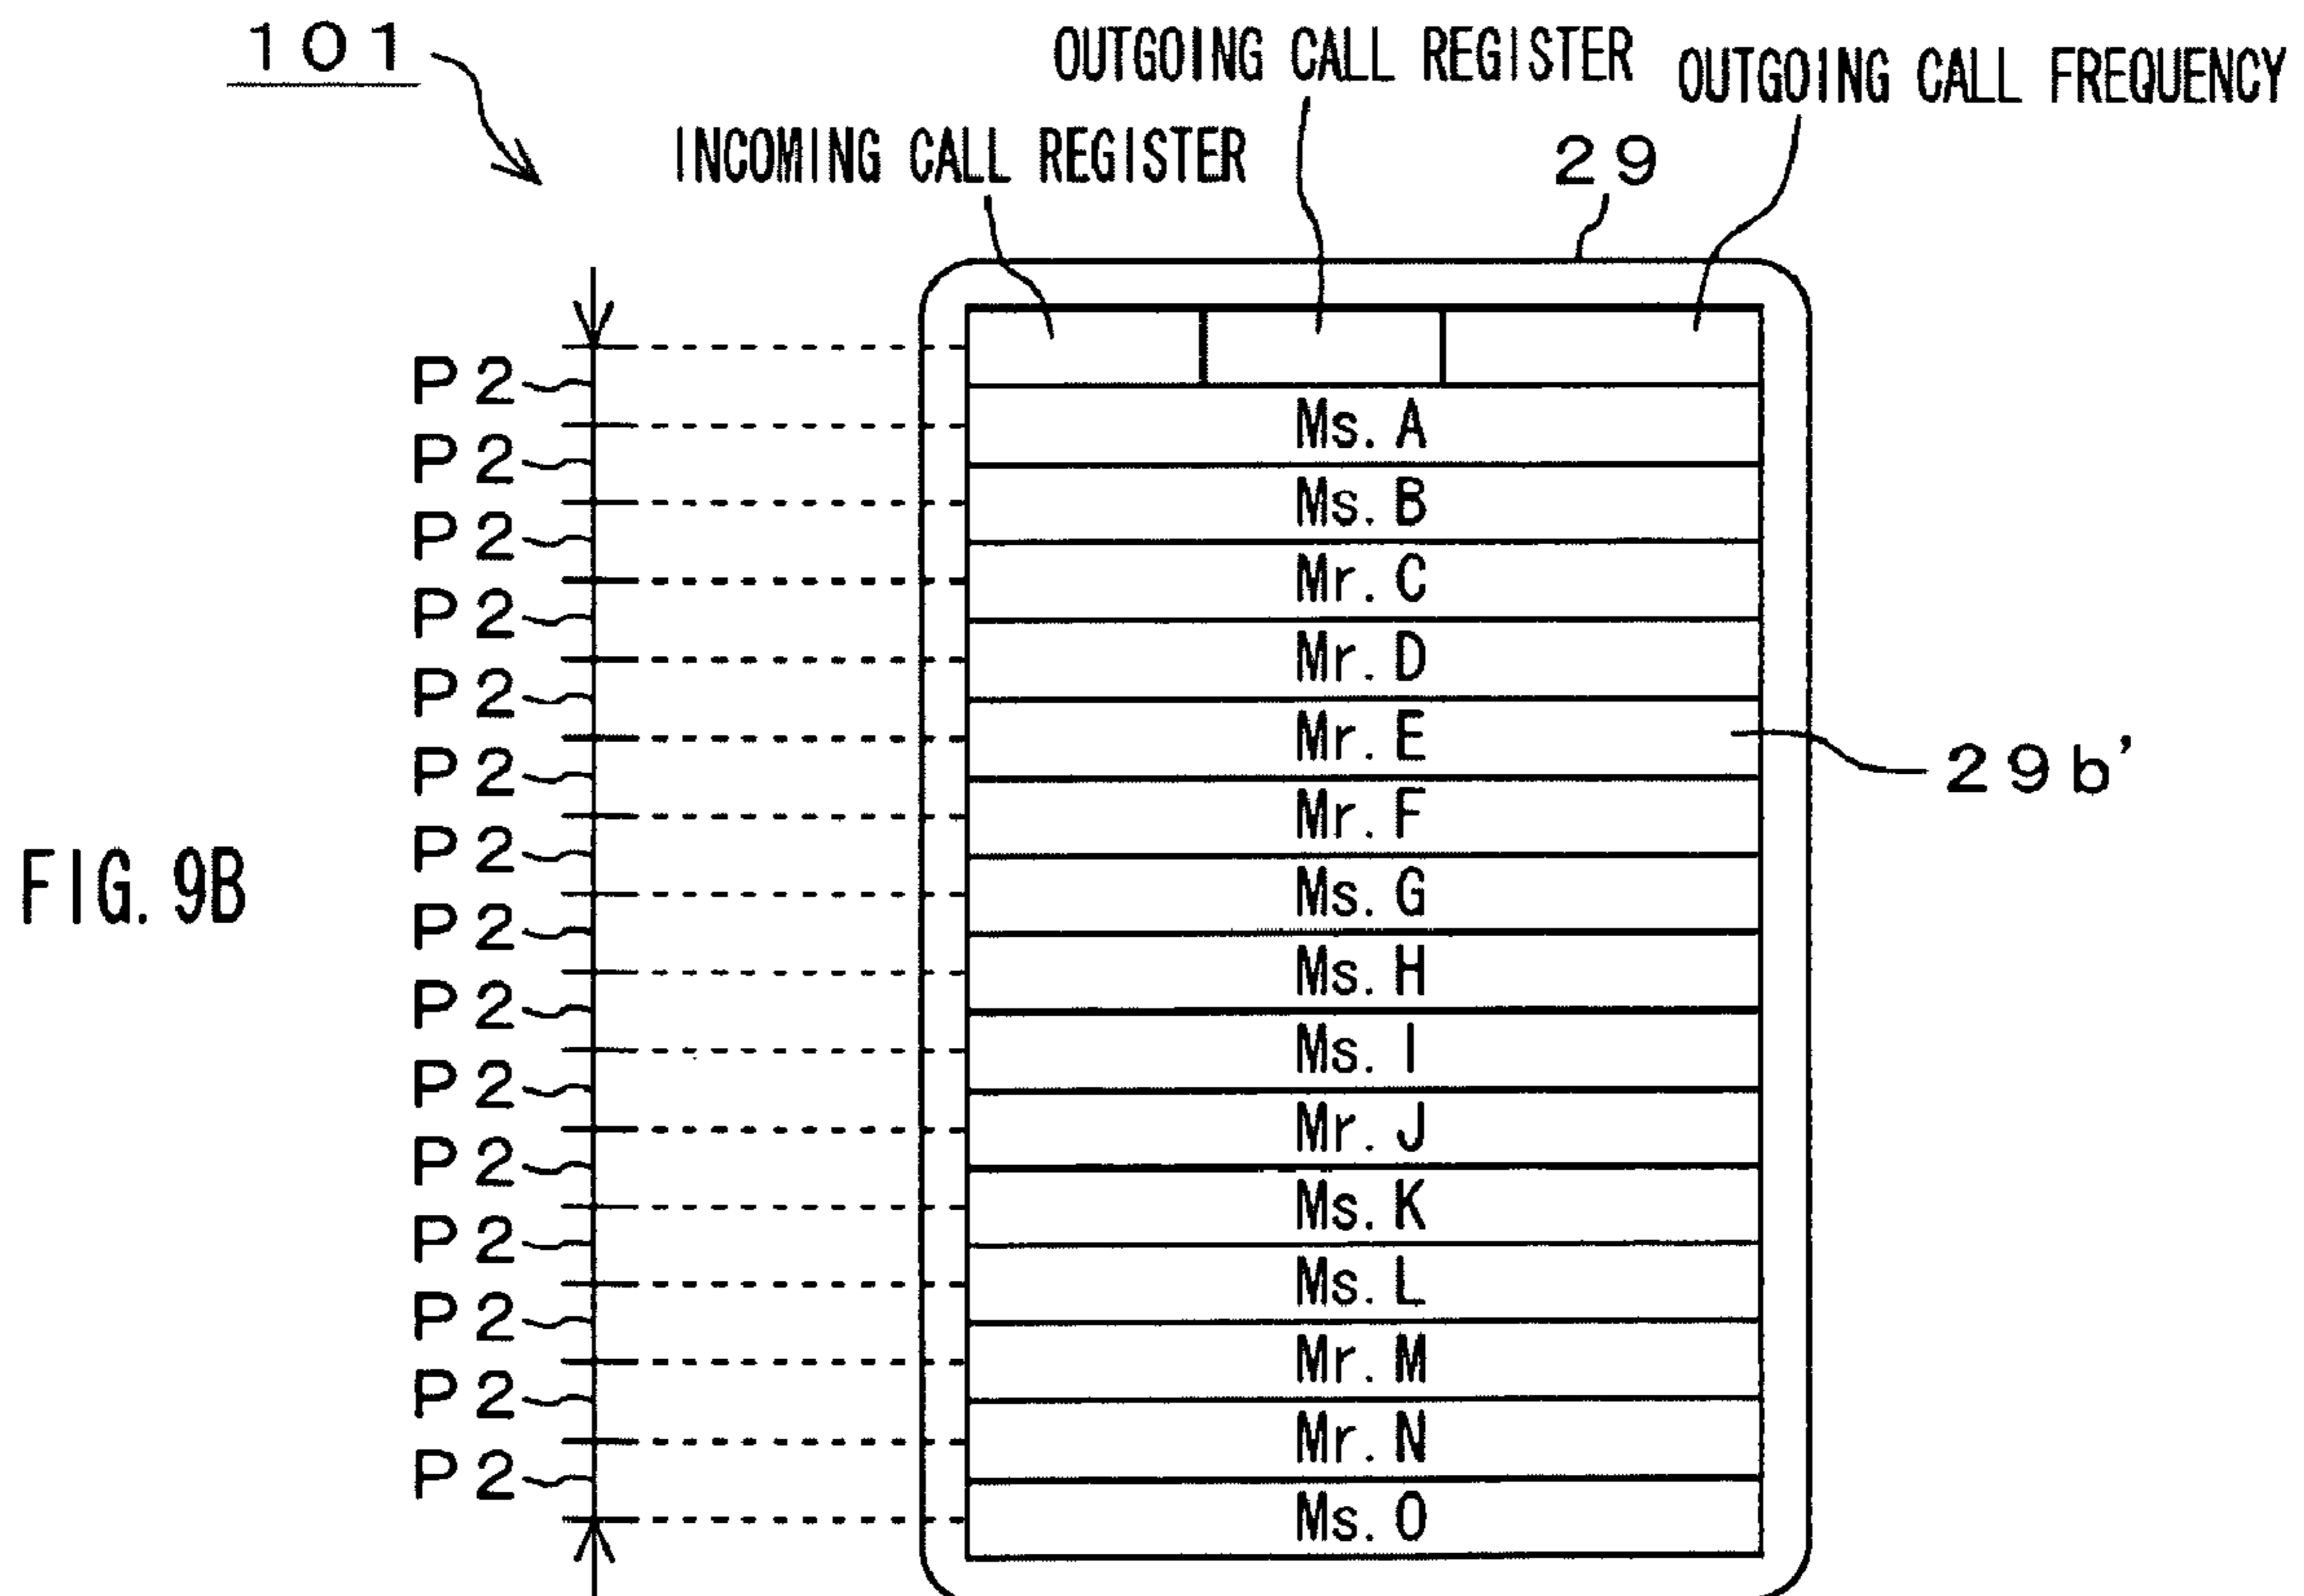 101
OUTGOING CALL REGISTER
OUTGOING CALL FREQUENCY
INCOMING CALL REGISTER
29
P2
P2
Ms. A
P2
Ms. B
P2
Mr. C
P2
Mr. D
P2
Mr. E
29b'
P2
Mr. F
P2
Ms. G
FIG. 9B
P2
Ms. H
P2
Ms. I
P2
Mr. J
P2
Ms. K
P2
Ms. L
P2
Mr. M
P2
Mr. N
P2
Ms. O